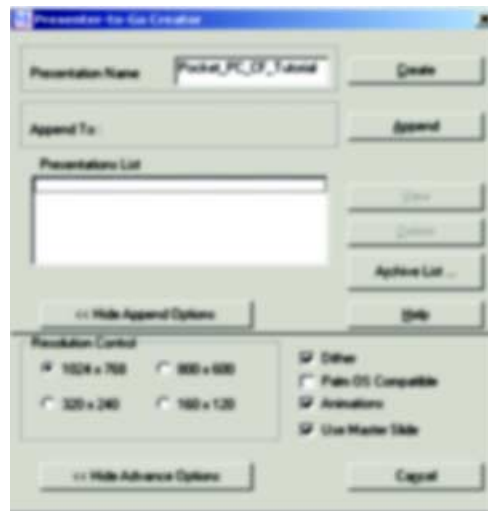 Presenter-to-Go Creator
Presentation Name Pocket_PC_CF_Tutorial Create
Append To : Append
Presentations List
View
Delete
Archive List ...
<< Hide Append Options Help
Resolution Control
1024 x 768 800 x 600 Dither
Palm OS Compatible
320 x 240 160 x 120 Animations
Use Master Slide
<< Hide Advance Options Cancel